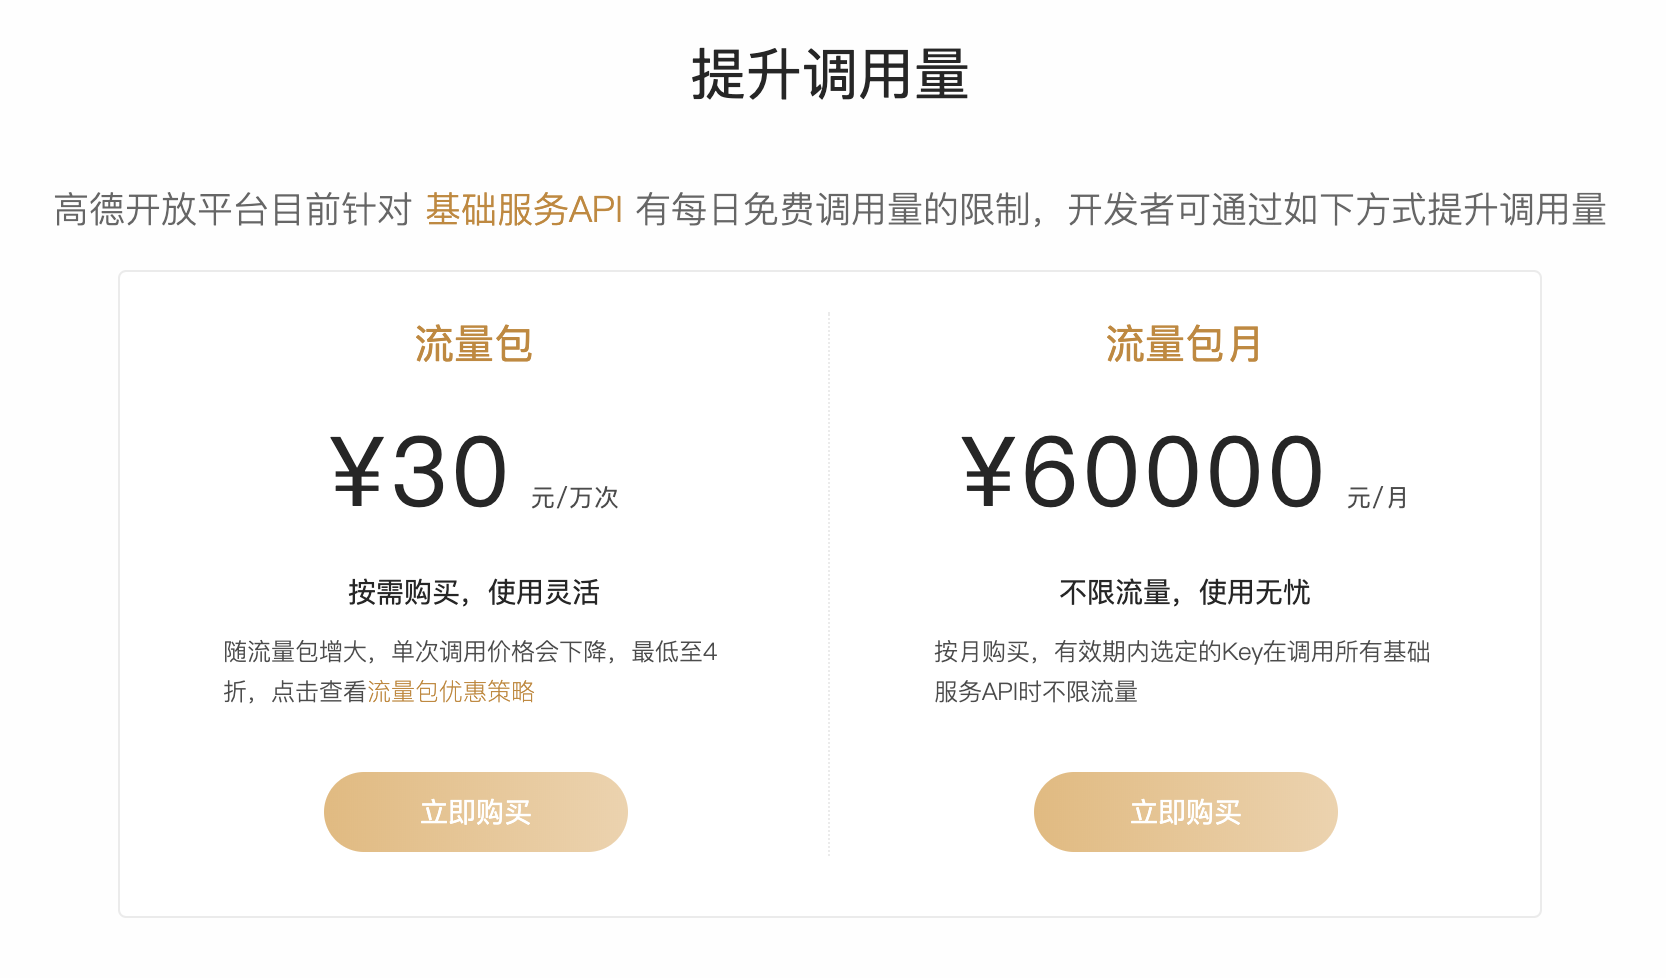 提升调用量
高德开放平台目前针对 基础服务API 有每日免费调用量的限制，开发者可通过如下方式提升调用量
流量包
¥30 元/万次
按需购买，使用灵活
随流量包增大，单次调用价格会下降，最低至4
折，点击查看流量包优惠策略
立即购买
流量包月
¥60000 元/月
不限流量，使用无忧
按月购买，有效期内选定的Key在调用所有基础
服务API时不限流量
立即购买